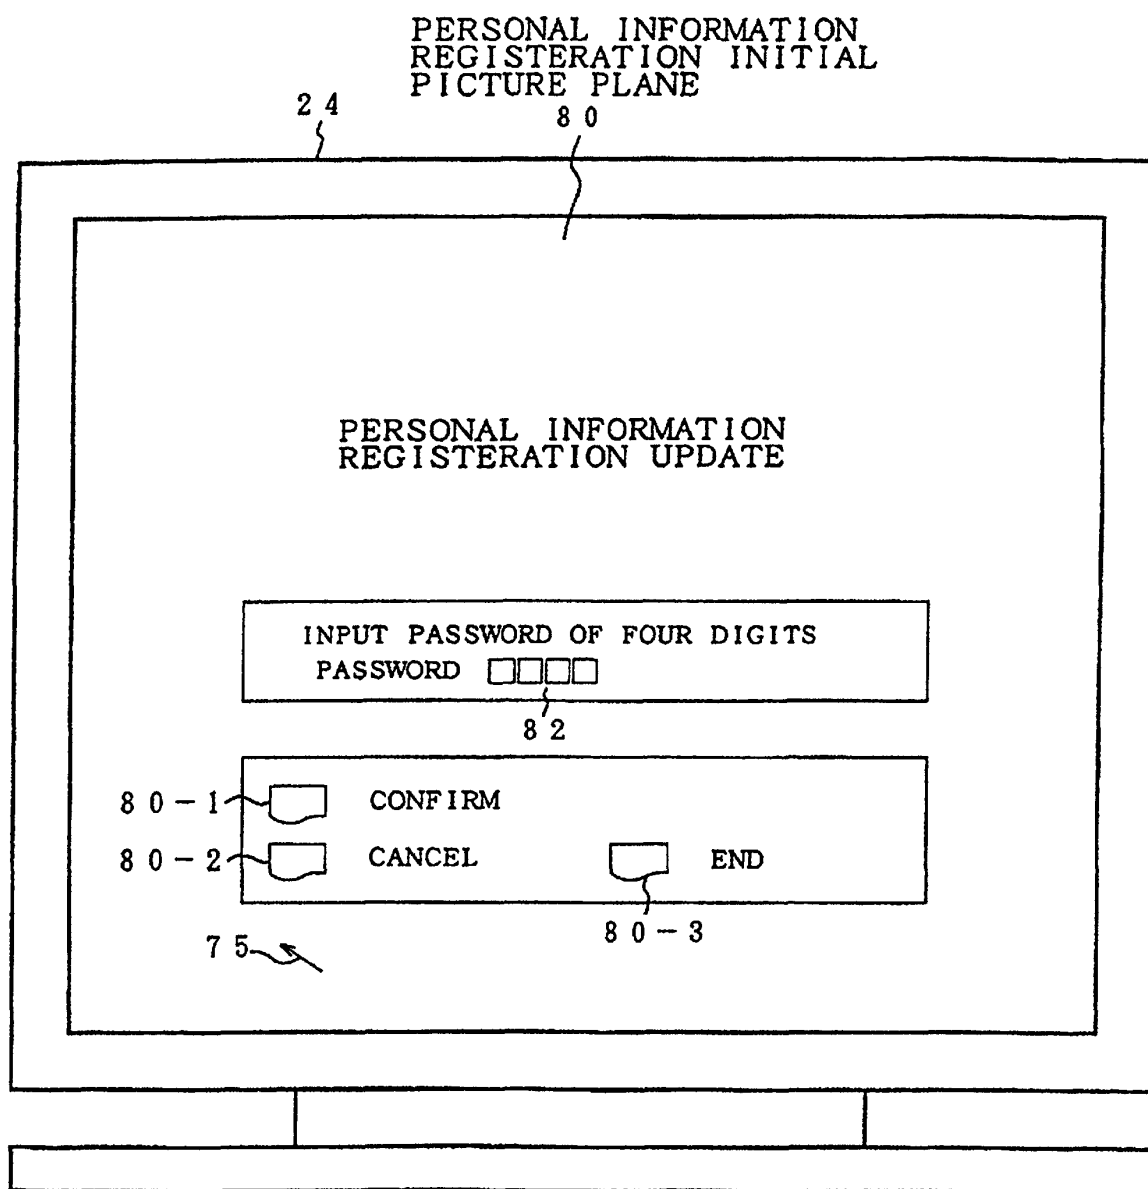 PERSONAL INFORMATION
REGISTERATION INITIAL
PICTURE PLANE
24
80
PERSONAL INFORMATION
REGISTERATION UPDATE
INPUT PASSWORD OF FOUR DIGITS
PASSWORD
82
80-1 CONFIRM
80-2 CANCEL END
80-3
75